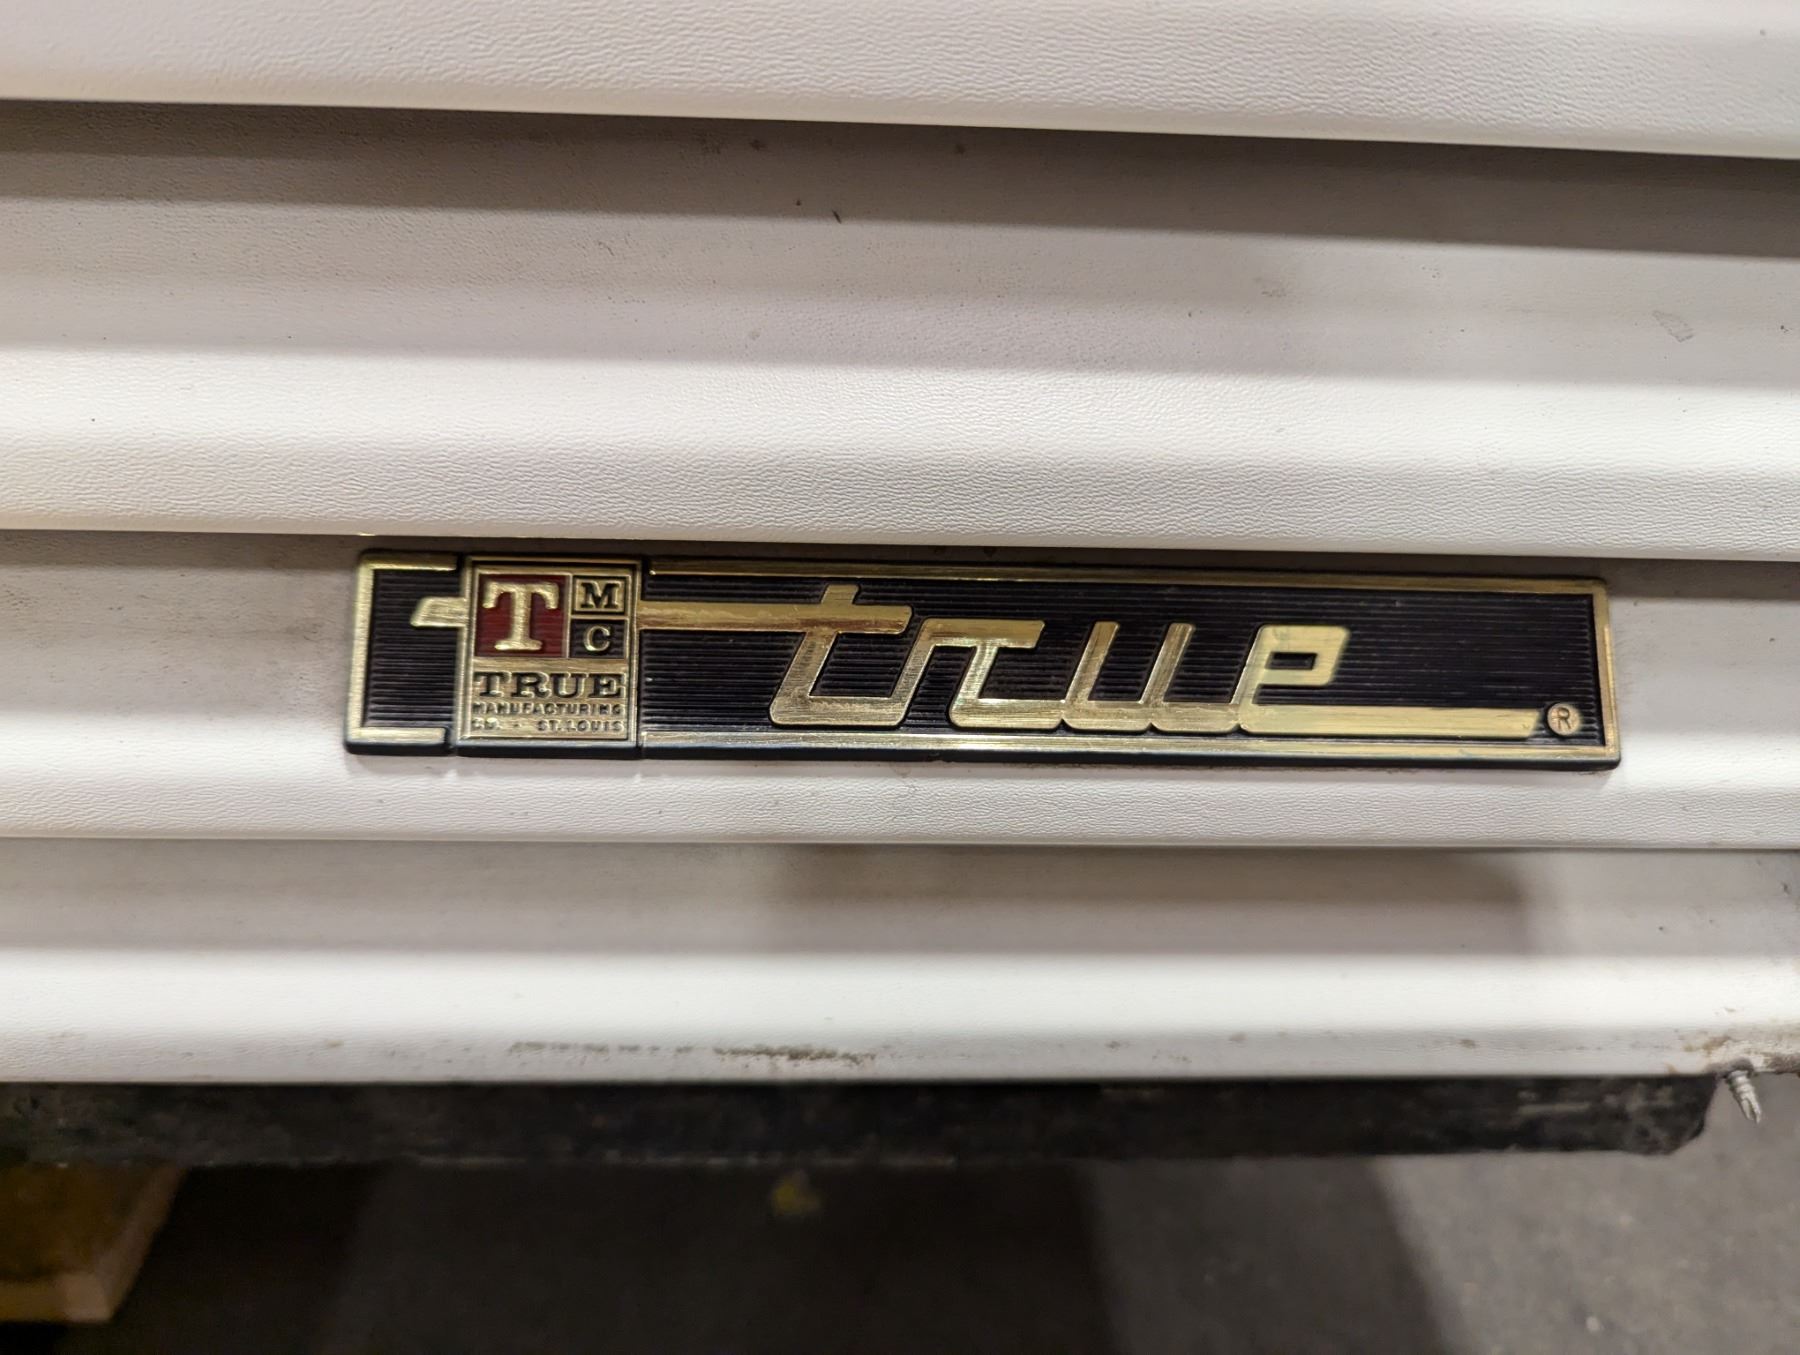 T M
C
TRUE
MANUFACTURING
CO. - ST. LOUIS
true ®